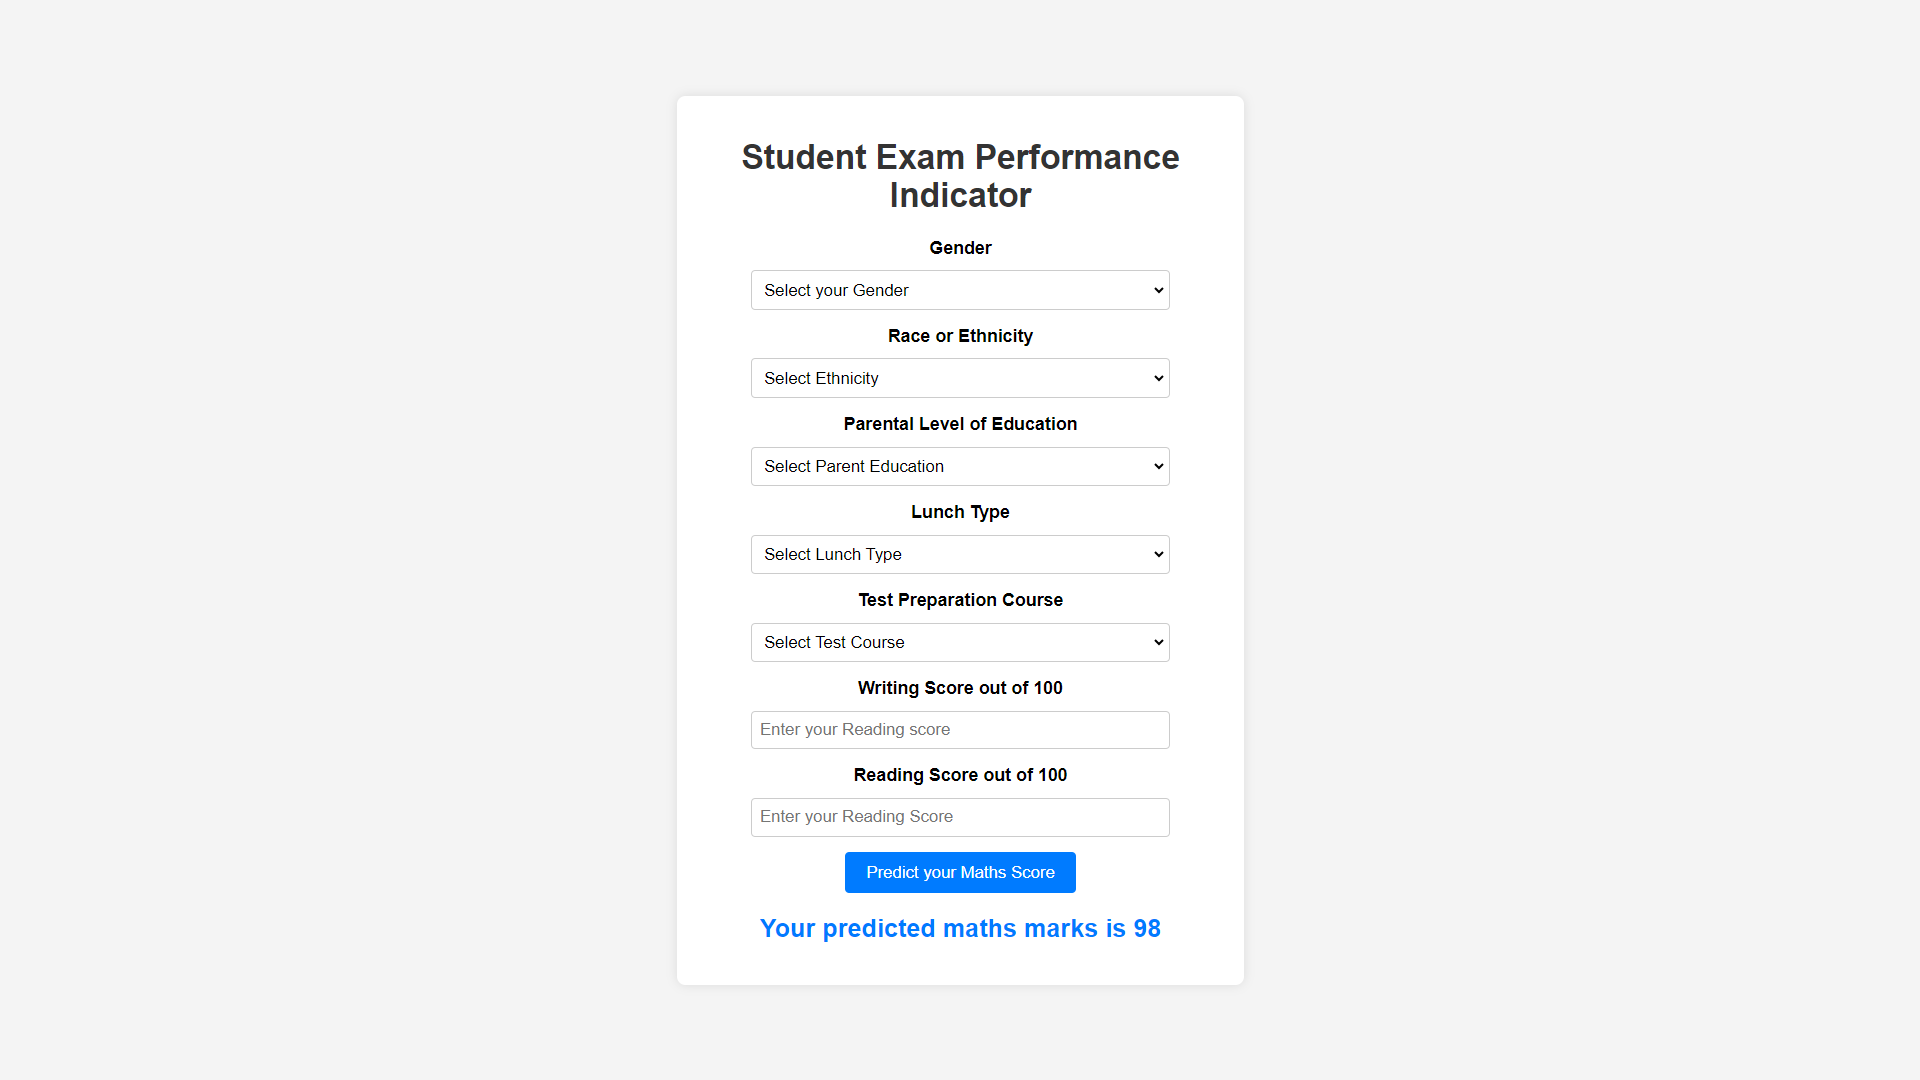 Student Exam Performance
Indicator
Gender
Select your Gender
Race or Ethnicity
Select Ethnicity
Parental Level of Education
Select Parent Education
Lunch Type
Select Lunch Type
Test Preparation Course
Select Test Course
Writing Score out of 100
Enter your Reading score
Reading Score out of 100
Enter your Reading Score
Predict your Maths Score
Your predicted maths marks is 98